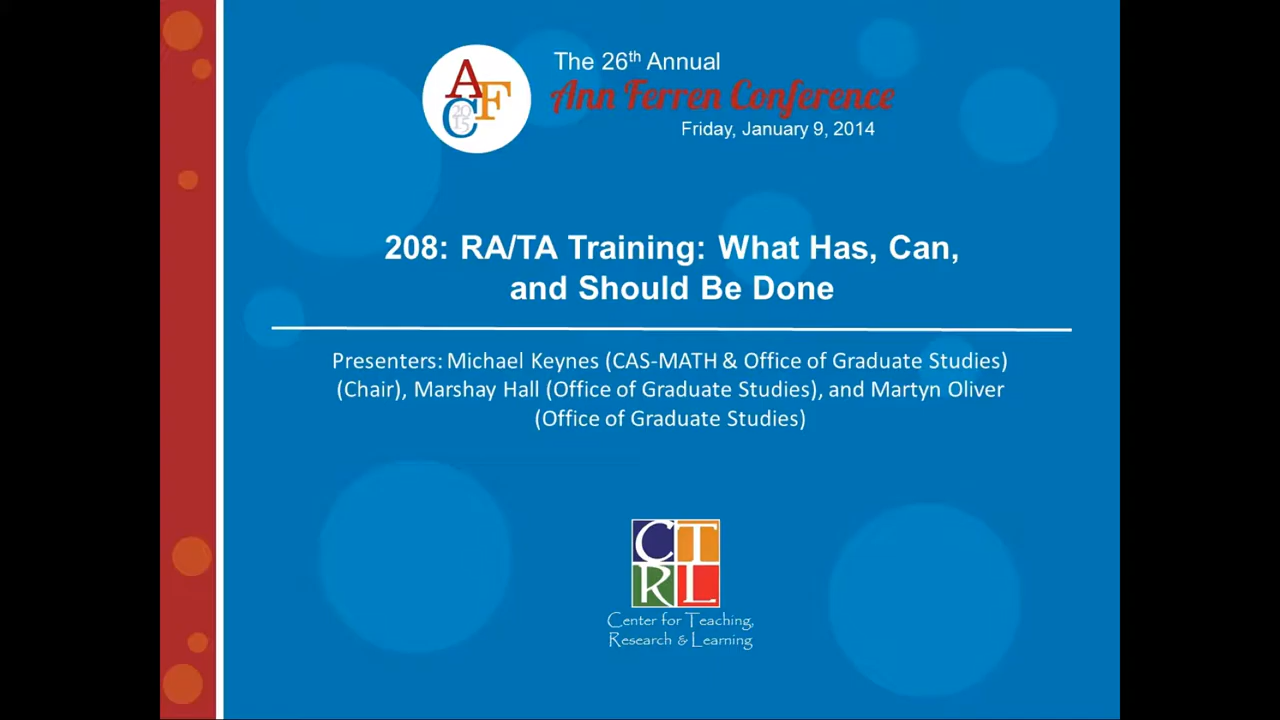 A
F
C
20
15
The 26th Annual
Ann Ferren Conference
Friday, January 9, 2014
208: RA/TA Training: What Has, Can,
and Should Be Done
Presenters: Michael Keynes (CAS-MATH & Office of Graduate Studies)
(Chair), Marshay Hall (Office of Graduate Studies), and Martyn Oliver
(Office of Graduate Studies)
CT
RL
Center for Teaching,
Research & Learning